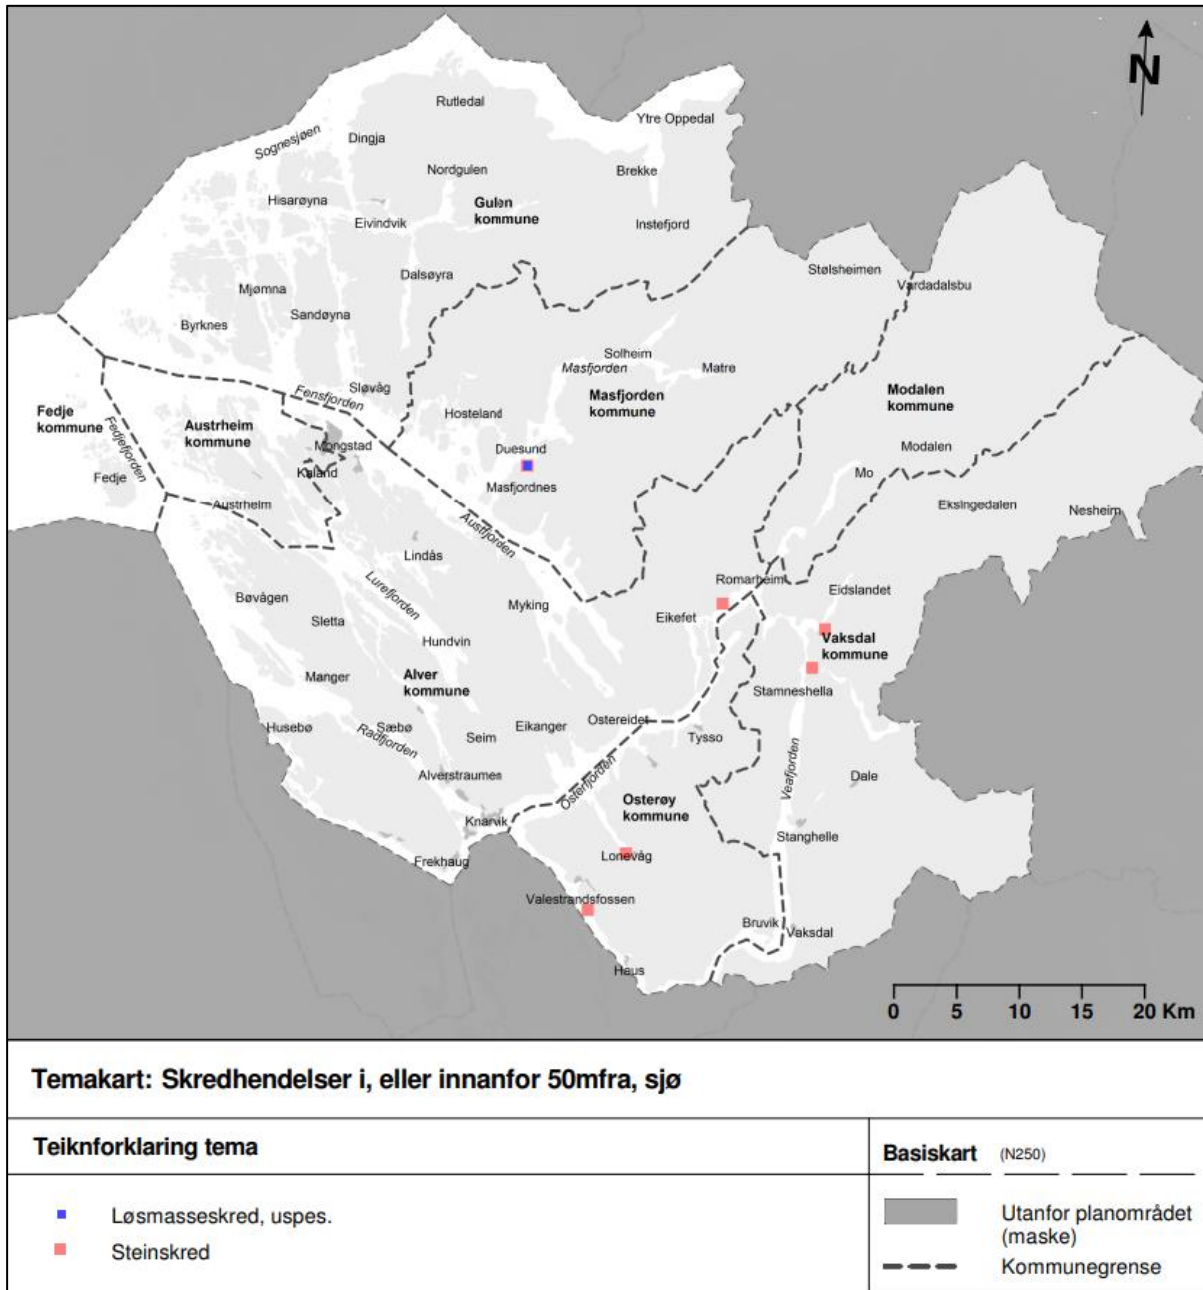 N
Rutledal
Ytre Oppedal
Dingja
Sognesjøen
Nordgulen
Brekke
Hisarøyna
Gulen
kommune
Eivindvik
Instefjord
Dalsøyra
Stølsheimen
Vardadalsbu
Mjømna
Sandøyna
Byrknes
Solheim
Masfjorden
Matre
Sløvåg
Fensfjorden
Masfjorden
kommune
Modalen
kommune
Fedje
kommune
Fedjefjorden
Austrheim
kommune
Hosteland
Mongstad
Duesund
Modalen
Kaland
Mo
Fedje
Masfjordnes
Austrheim
Eksingedalen
Nesheim
Austfjorden
Lindås
Romarheim
Lurefjorden
Eidslandet
Bøvågen
Myking
Eikefet
Sletta
Hundvin
Vaksdal
kommune
Manger
Alver
kommune
Stamneshella
Husebø
Sæbø
Radfjorden
Seim
Eikanger
Ostereidet
Tysso
Veafjorden
Alverstraumen
Osterfjorden
Dale
Osterøy
kommune
Knarvik
Stanghelle
Frekhaug
Lonevåg
Valestrandsfossen
Bruvik
Vaksdal
Haus
0 5 10 15 20 Km
Temakart: Skredhendelser i, eller innanfor 50mfra, sjø
Teiknforklaring tema
Basiskart (N250)
Løsmasseskred, uspes.
Steinskred
Utanfor planområdet
(maske)
Kommunegrense